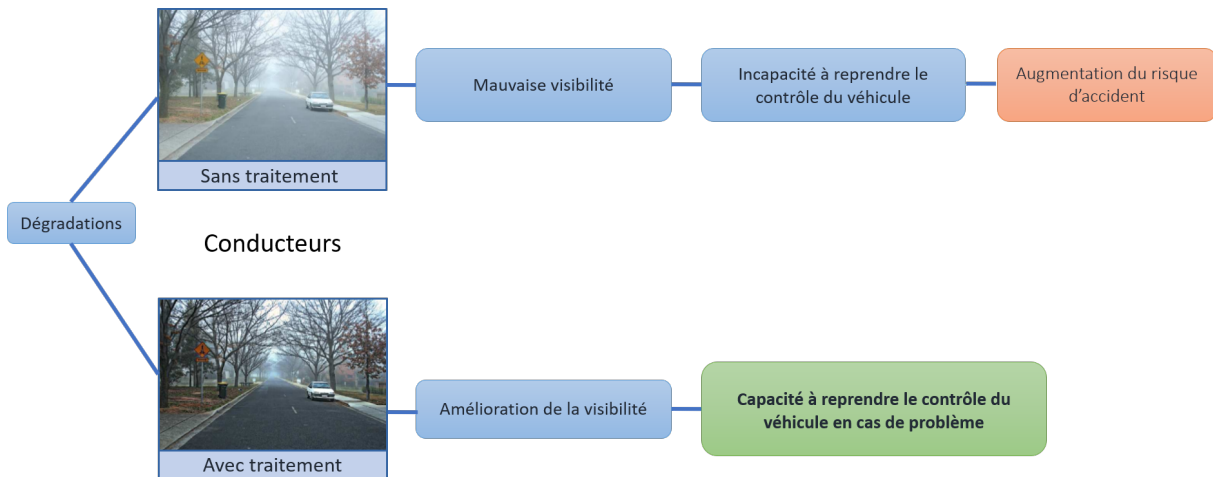 Mauvaise visibilité
Incapacité à reprendre le
contrôle du véhicule
Augmentation du risque
d'accident
Sans traitement
Dégradations
Conducteurs
Amélioration de la visibilité
Capacité à reprendre le contrôle du
véhicule en cas de problème
Avec traitement